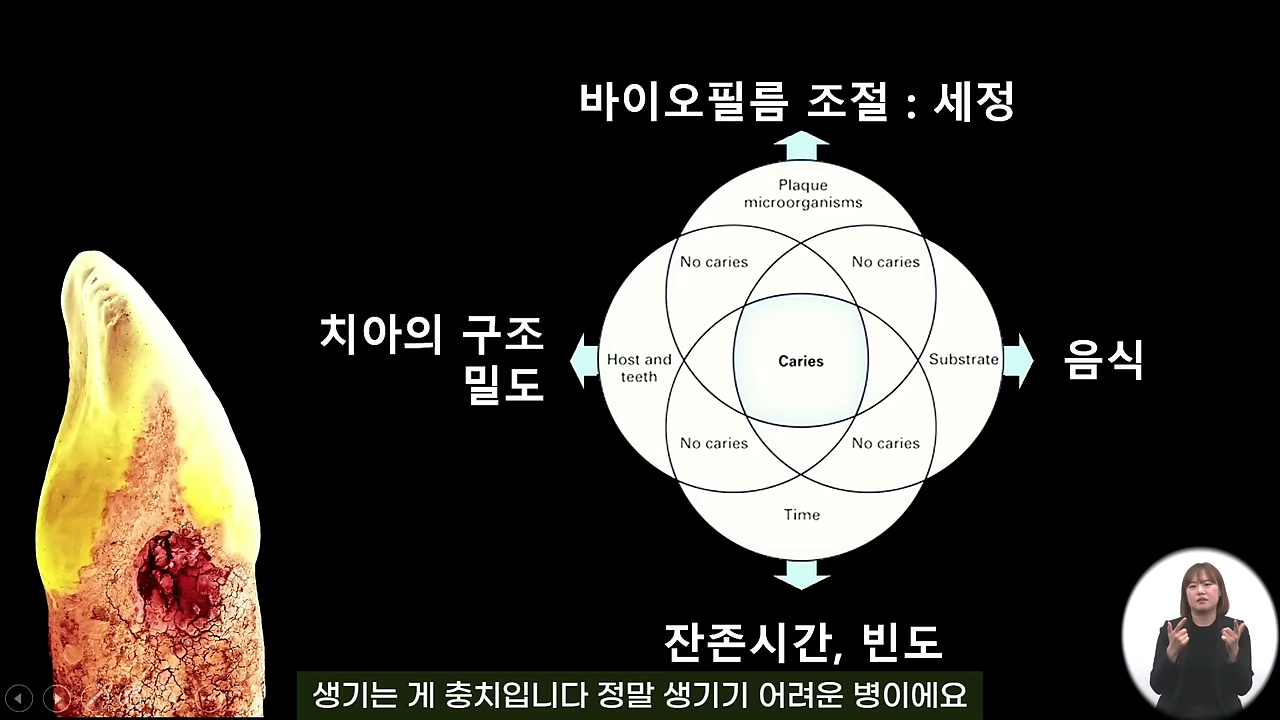 바이오필름 조절 : 세정
Plaque
microorganisms
No caries
No caries
치아의 구조
밀도
Host and
teeth
Caries
Substrate
음식
No caries
No caries
Time
잔존시간, 빈도
생기는 게 충치입니다 정말 생기기 어려운 병이에요